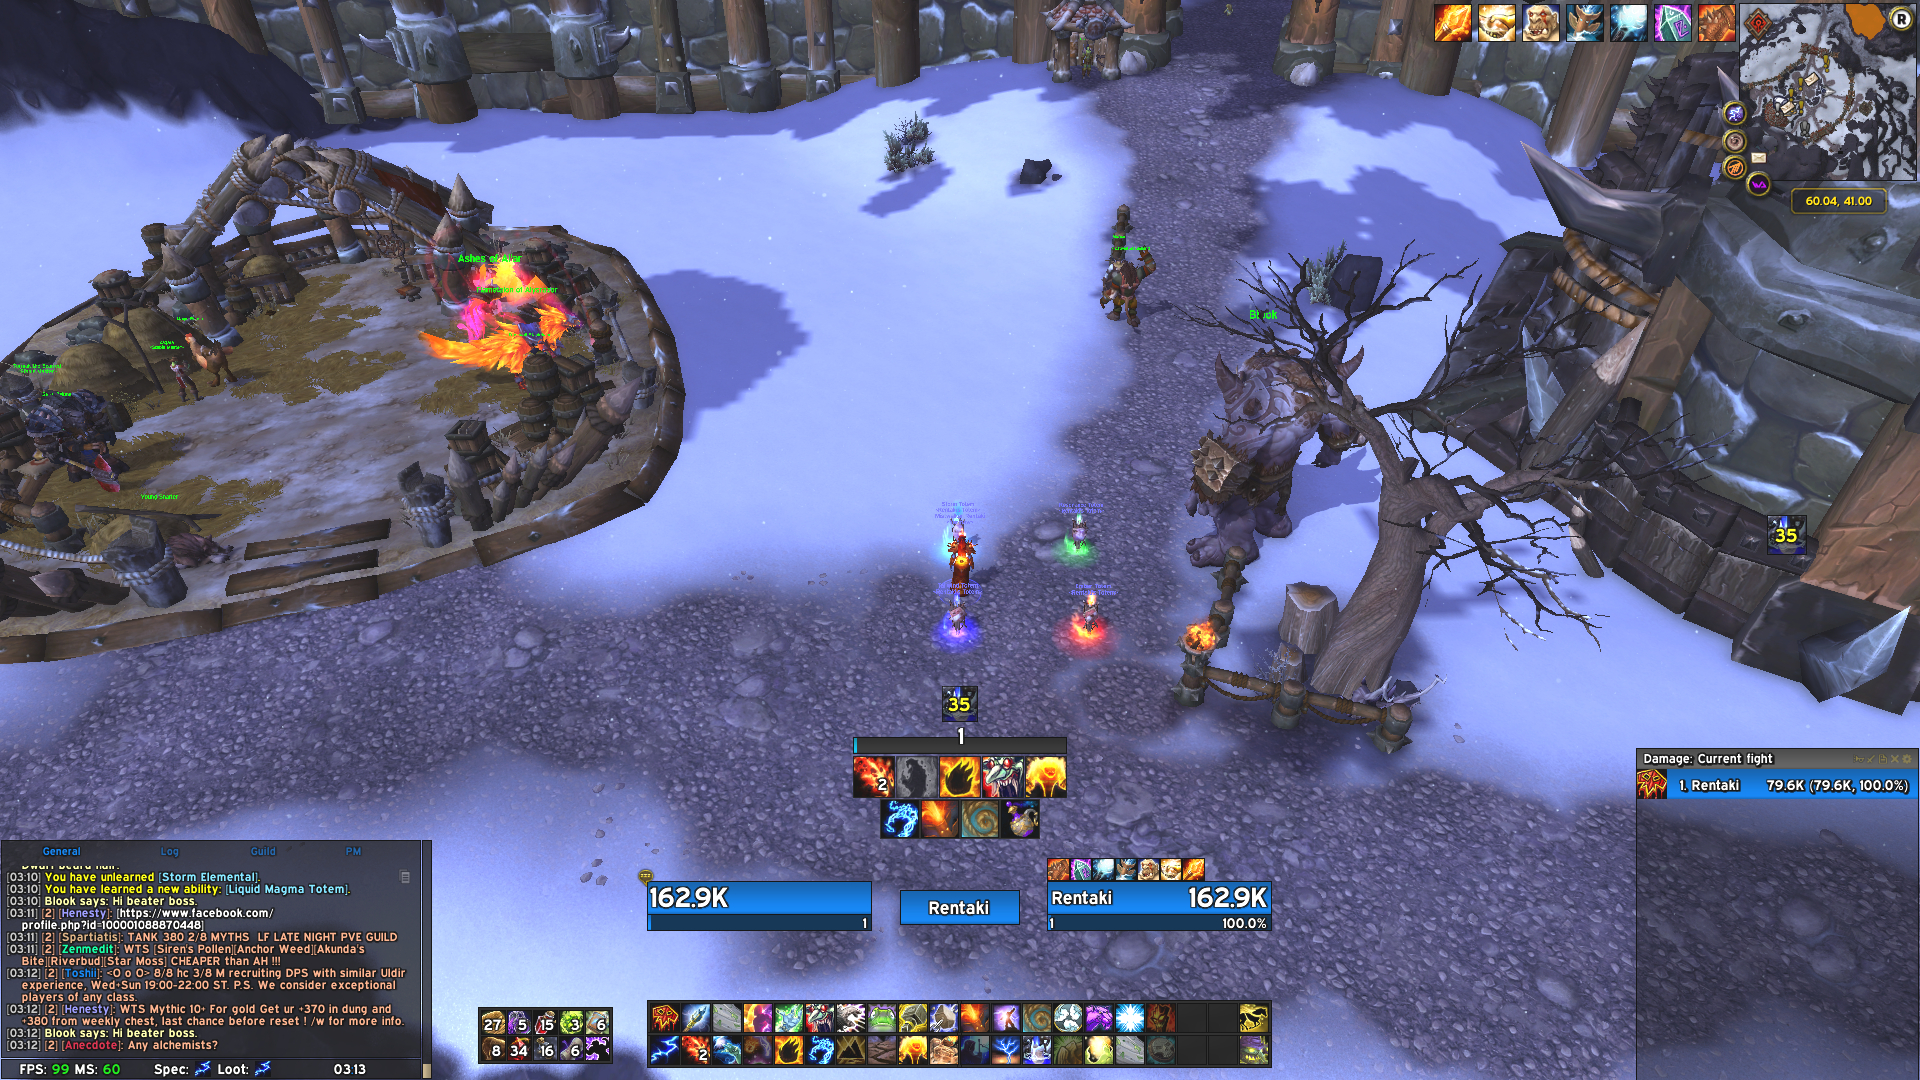 R
60.04, 41.00
Blook
Young Snarler
35
35
1
2
Damage: Current fight
1. Rentaki 79.6K (79.6K, 100.0%)
General Log Guild PM
[03:10] You have unlearned [Storm Elemental].
[03:10] You have learned a new ability: [Liquid Magma Totem].
[03:10] Blook says: Hi beater boss.
[03:11] [2] [Henesty]: [https://www.facebook.com/
profile.php?id=100001088870448]
[03:11] [2] [Spartiatis]: TANK 380 2/8 MYTHS LF LATE NIGHT PVE GUILD
[03:11] [2] [Zenmedit]: WTS [Siren's Pollen][Anchor Weed][Akunda's
Bite][Riverbud][Star Moss] CHEAPER than AH !!!
[03:12] [2] [Toshii]: <O o O> 8/8 hc 3/8 M recruiting DPS with similar Uldir
experience, Wed+Sun 19:00-22:00 ST. P.S. We consider exceptional
players of any class.
[03:12] [2] [Henesty]: WTS Mythic 10+ For gold Get ur +370 in dung and
+380 from weekly chest, last chance before reset ! /w for more info.
[03:12] Blook says: Hi beater boss.
[03:12] [2] [Anecdote]: Any alchemists?
FPS: 99 MS: 60 Spec: Loot: 03:13
162.9K
1
Rentaki
Rentaki 162.9K
1 100.0%
27 5 15 3 6
8 34 16 6
2